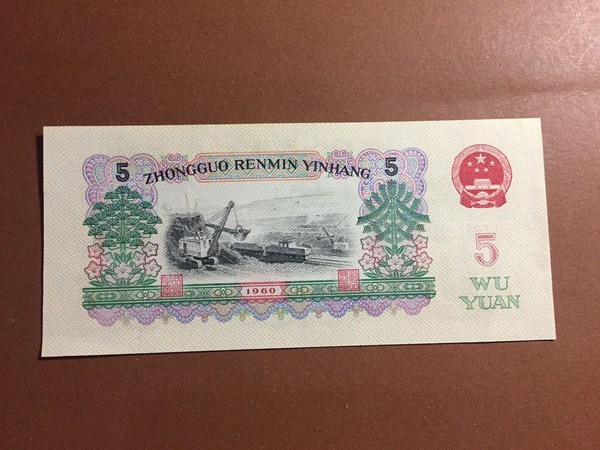 5 ZHONGGUO RENMIN YINHANG 5
1960
5
WU
YUAN